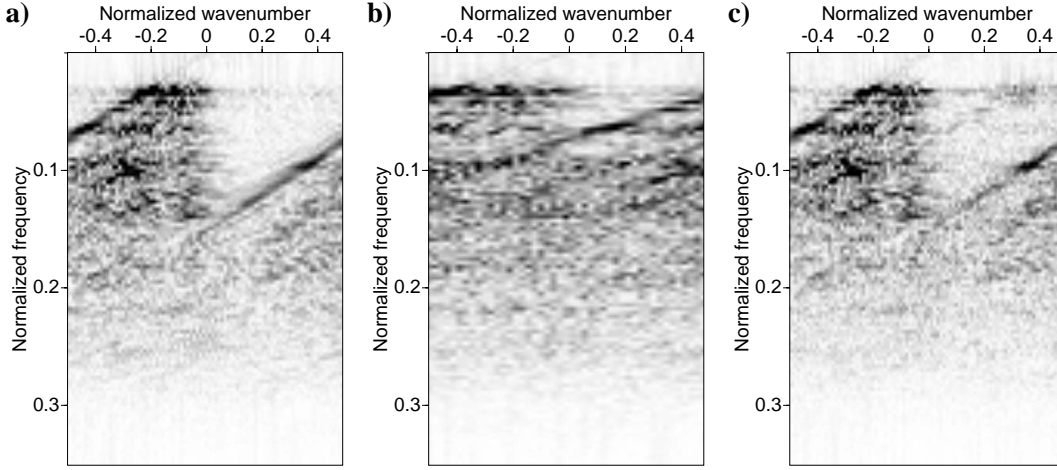 a) Normalized wavenumber
-0.4 -0.2 0 0.2 0.4
Normalized frequency
0.1
0.2
0.3
b) Normalized wavenumber
-0.4 -0.2 0 0.2 0.4
Normalized frequency
0.1
0.2
0.3
c) Normalized wavenumber
-0.4 -0.2 0 0.2 0.4
Normalized frequency
0.1
0.2
0.3